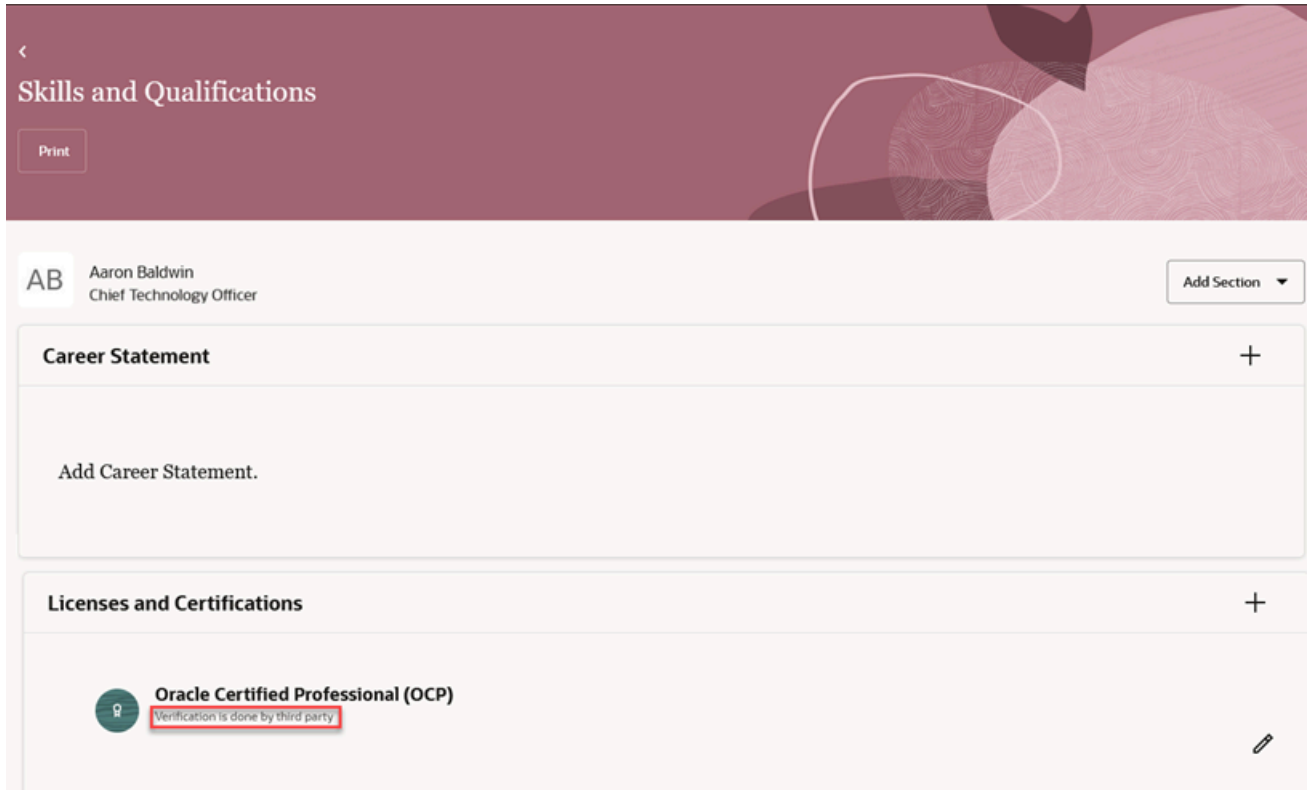 Skills and Qualifications
Print
AB
Aaron Baldwin
Chief Technology Officer
Add Section
Career Statement
Add Career Statement.
Licenses and Certifications
Oracle Certified Professional (OCP)
Verification is done by third party